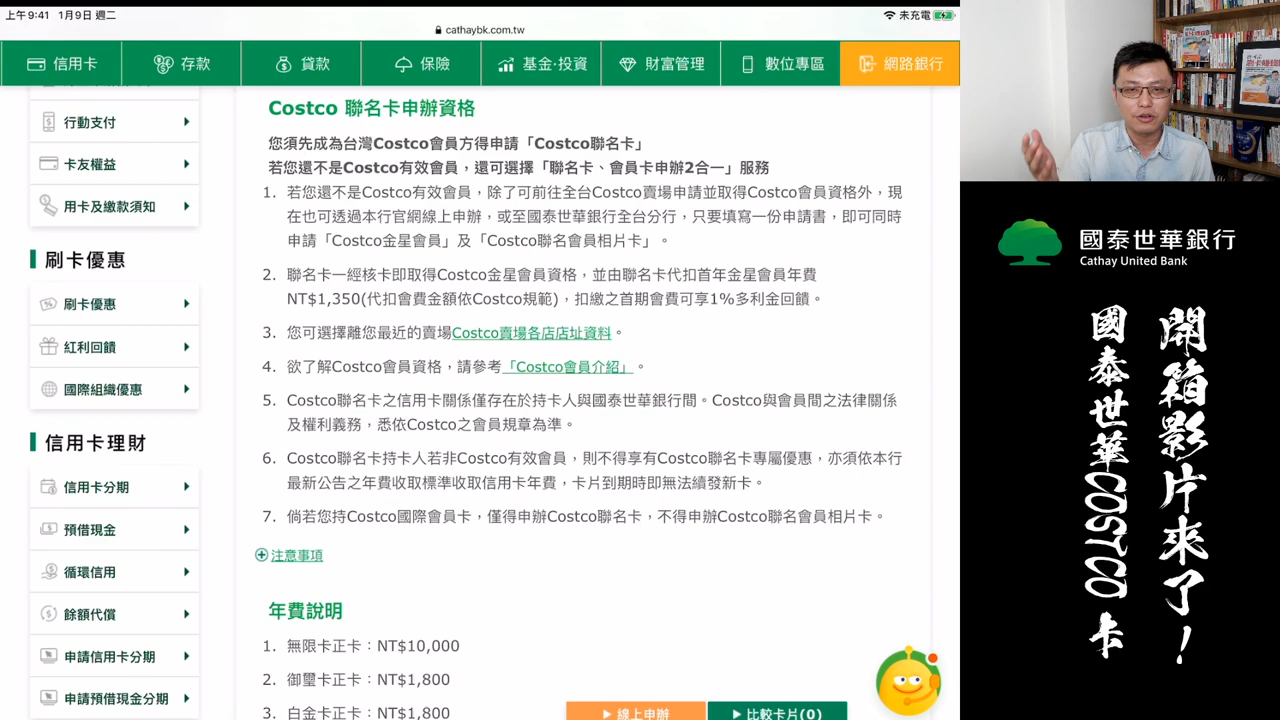 上午9:41 1月9日 週二
未充電
cathaybk.com.tw
信用卡
存款
貸款
保險
基金·投資
財富管理
數位專區
網路銀行
行動支付
卡友權益
用卡及繳款須知
刷卡優惠
刷卡優惠
紅利回饋
國際組織優惠
信用卡理財
信用卡分期
預借現金
循環信用
餘額代償
申請信用卡分期
申請預借現金分期
Costco 聯名卡申辦資格
您須先成為台灣Costco會員方得申請「Costco聯名卡」
若您還不是Costco有效會員，還可選擇「聯名卡、會員卡申辦2合一」服務
1. 若您還不是Costco有效會員，除了可前往全台Costco賣場申請並取得Costco會員資格外，現
在也可透過本行官網線上申辦，或至國泰世華銀行全台分行，只要填寫一份申請書，即可同時
申請「Costco金星會員」及「Costco聯名會員相片卡」。
2. 聯名卡一經核卡即取得Costco金星會員資格，並由聯名卡代扣首年金星會員年費
NT$1,350(代扣會費金額依Costco規範)，扣繳之首期會費可享1%多利金回饋。
3. 您可選擇離您最近的賣場Costco賣場各店店址資料。
4. 欲了解Costco會員資格，請參考「Costco會員介紹」。
5. Costco聯名卡之信用卡關係僅存在於持卡人與國泰世華銀行間。Costco與會員間之法律關係
及權利義務，悉依Costco之會員規章為準。
6. Costco聯名卡持卡人若非Costco有效會員，則不得享有Costco聯名卡專屬優惠，亦須依本行
最新公告之年費收取標準收取信用卡年費，卡片到期時即無法續發新卡。
7. 倘若您持Costco國際會員卡，僅得申辦Costco聯名卡，不得申辦Costco聯名會員相片卡。
注意事項
年費說明
1. 無限卡正卡：NT$10,000
2. 御璽卡正卡：NT$1,800
3. 白金卡正卡：NT$1,800
線上申辦
比較卡片(0)
國泰世華銀行
Cathay United Bank
開箱影片來了！
國泰世華COSTCO卡